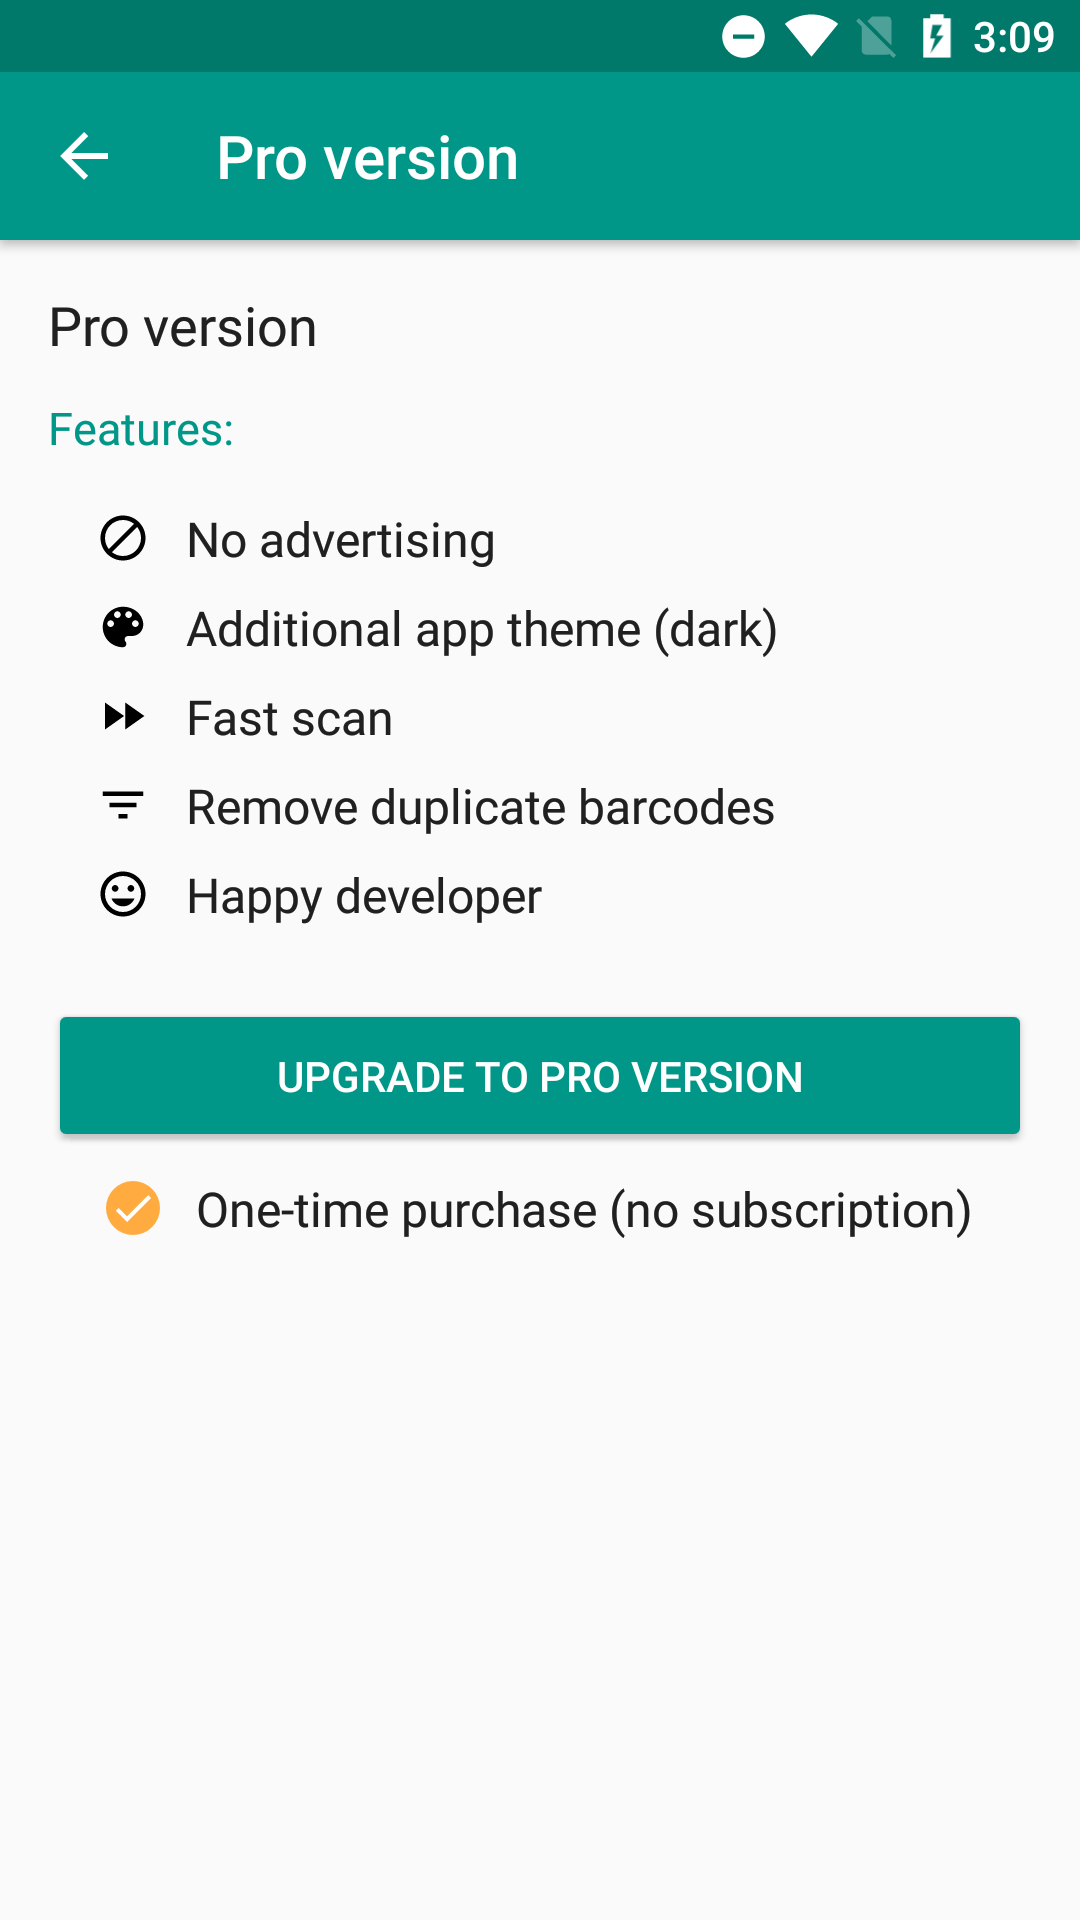 3:09
Pro version
Pro version
Features:
No advertising
Additional app theme (dark)
Fast scan
Remove duplicate barcodes
Happy developer
UPGRADE TO PRO VERSION
One-time purchase (no subscription)